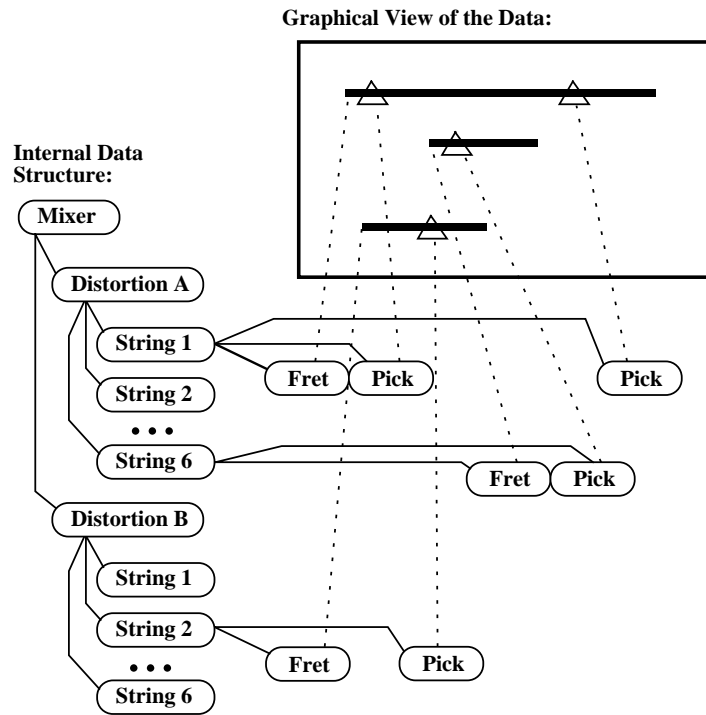 Graphical View of the Data:
Internal Data
Structure:
Mixer
Distortion A
String 1
Fret
Pick
Pick
String 2
• • •
String 6
Fret
Pick
Distortion B
String 1
String 2
Fret
Pick
• • •
String 6